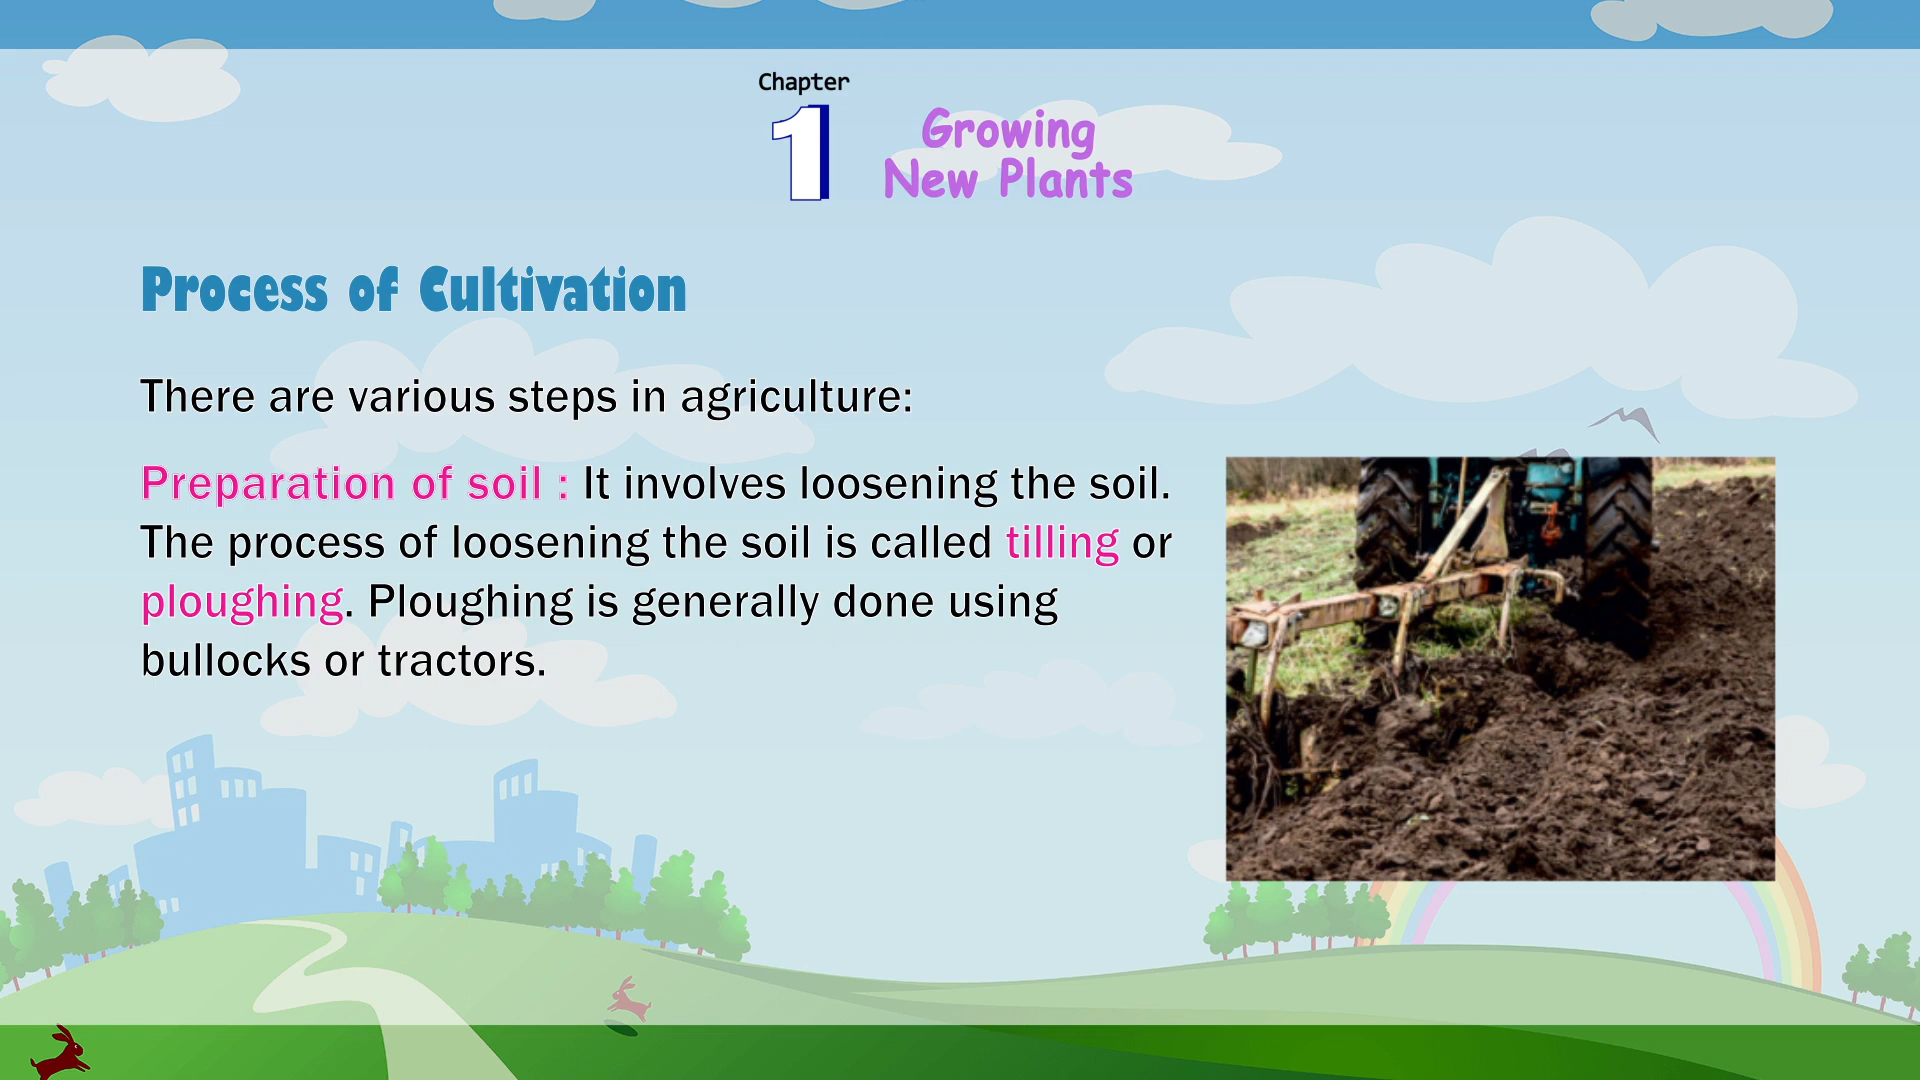 Chapter
1
Growing
New Plants
Process of Cultivation
There are various steps in agriculture:
Preparation of soil : It involves loosening the soil.
The process of loosening the soil is called tilling or
ploughing. Ploughing is generally done using
bullocks or tractors.